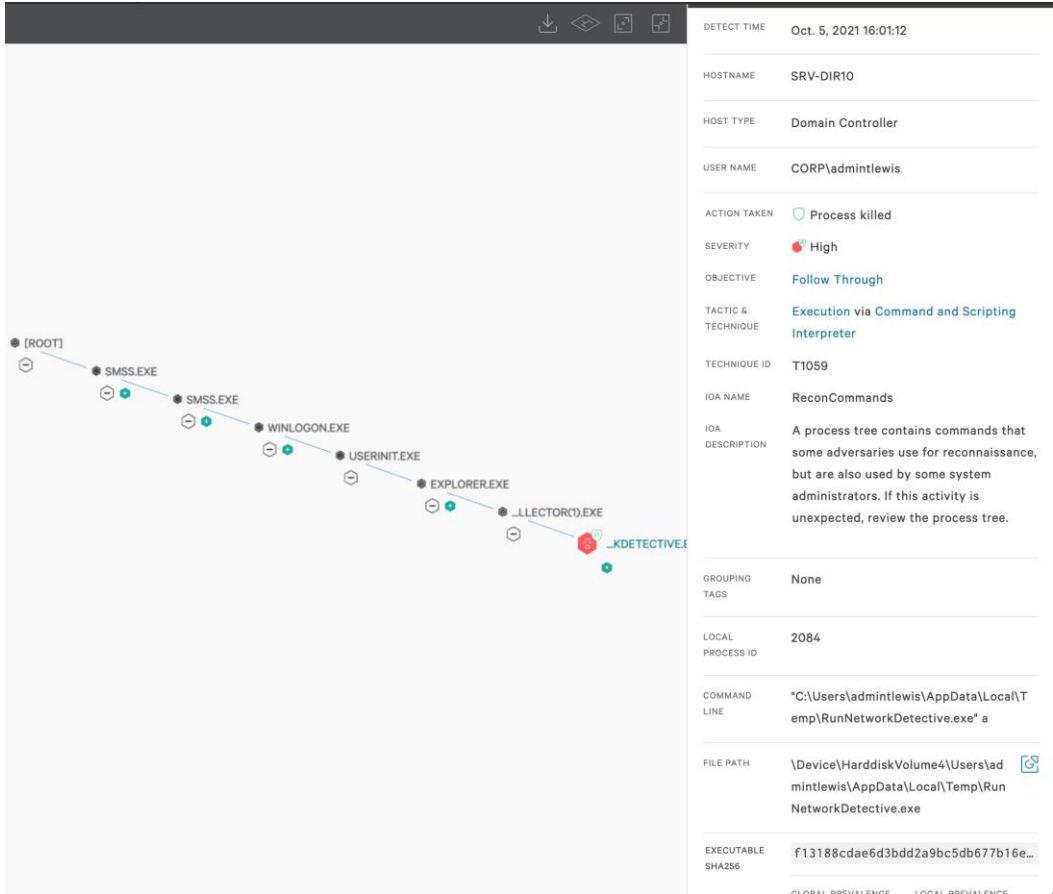 [ROOT]
SMSS.EXE
SMSS.EXE
WINLOGON.EXE
USERINIT.EXE
EXPLORER.EXE
...LLECTOR(1).EXE
...KDETECTIVE.E
DETECT TIME Oct. 5, 2021 16:01:12
HOSTNAME SRV-DIR10
HOST TYPE Domain Controller
USER NAME CORP\admintlewis
ACTION TAKEN Process killed
SEVERITY High
OBJECTIVE Follow Through
TACTIC & Execution via Command and Scripting
TECHNIQUE Interpreter
TECHNIQUE ID T1059
IOA NAME ReconCommands
IOA A process tree contains commands that
DESCRIPTION some adversaries use for reconnaissance,
but are also used by some system
administrators. If this activity is
unexpected, review the process tree.
GROUPING None
TAGS
LOCAL 2084
PROCESS ID
COMMAND "C:\Users\admintlewis\AppData\Local\T
LINE emp\RunNetworkDetective.exe" a
FILE PATH \Device\HarddiskVolume4\Users\ad
mintlewis\AppData\Local\Temp\Run
NetworkDetective.exe
EXECUTABLE f13188cdae6d3bdd2a9bc5db677b16e...
SHA256
GLOBAL PREVALENCE LOCAL PREVALENCE